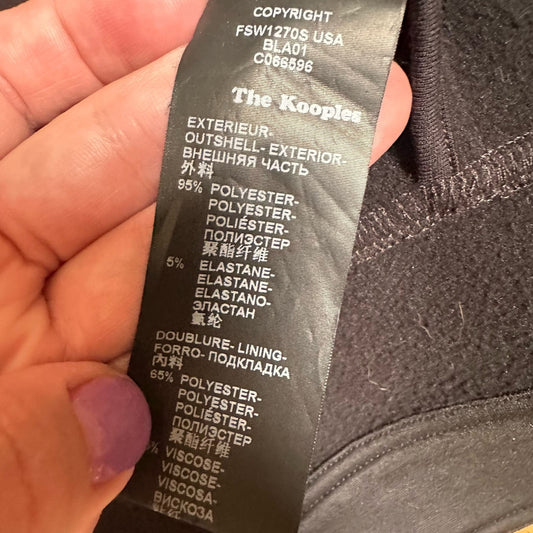 COPYRIGHT
FSW1270S USA
BLA01
C066596
The Kooples
EXTERIEUR-
OUTSHELL- EXTERIOR-
ВНЕШНЯЯ ЧАСТЬ
外料
95% POLYESTER-
POLYESTER-
POLIÉSTER-
ПОЛИЭСТЕР
聚酯纤维
5% ELASTANE-
ELASTANE-
ELASTANO-
ЭЛАСТАН
氨纶
DOUBLURE- LINING-
FORRO- ПОДКЛАДКА
內料
65% POLYESTER-
POLYESTER-
POLIÉSTER-
ПОЛИЭСТЕР
聚酯纤维
% VISCOSE-
VISCOSE-
VISCOSA-
ВИСКОЗА